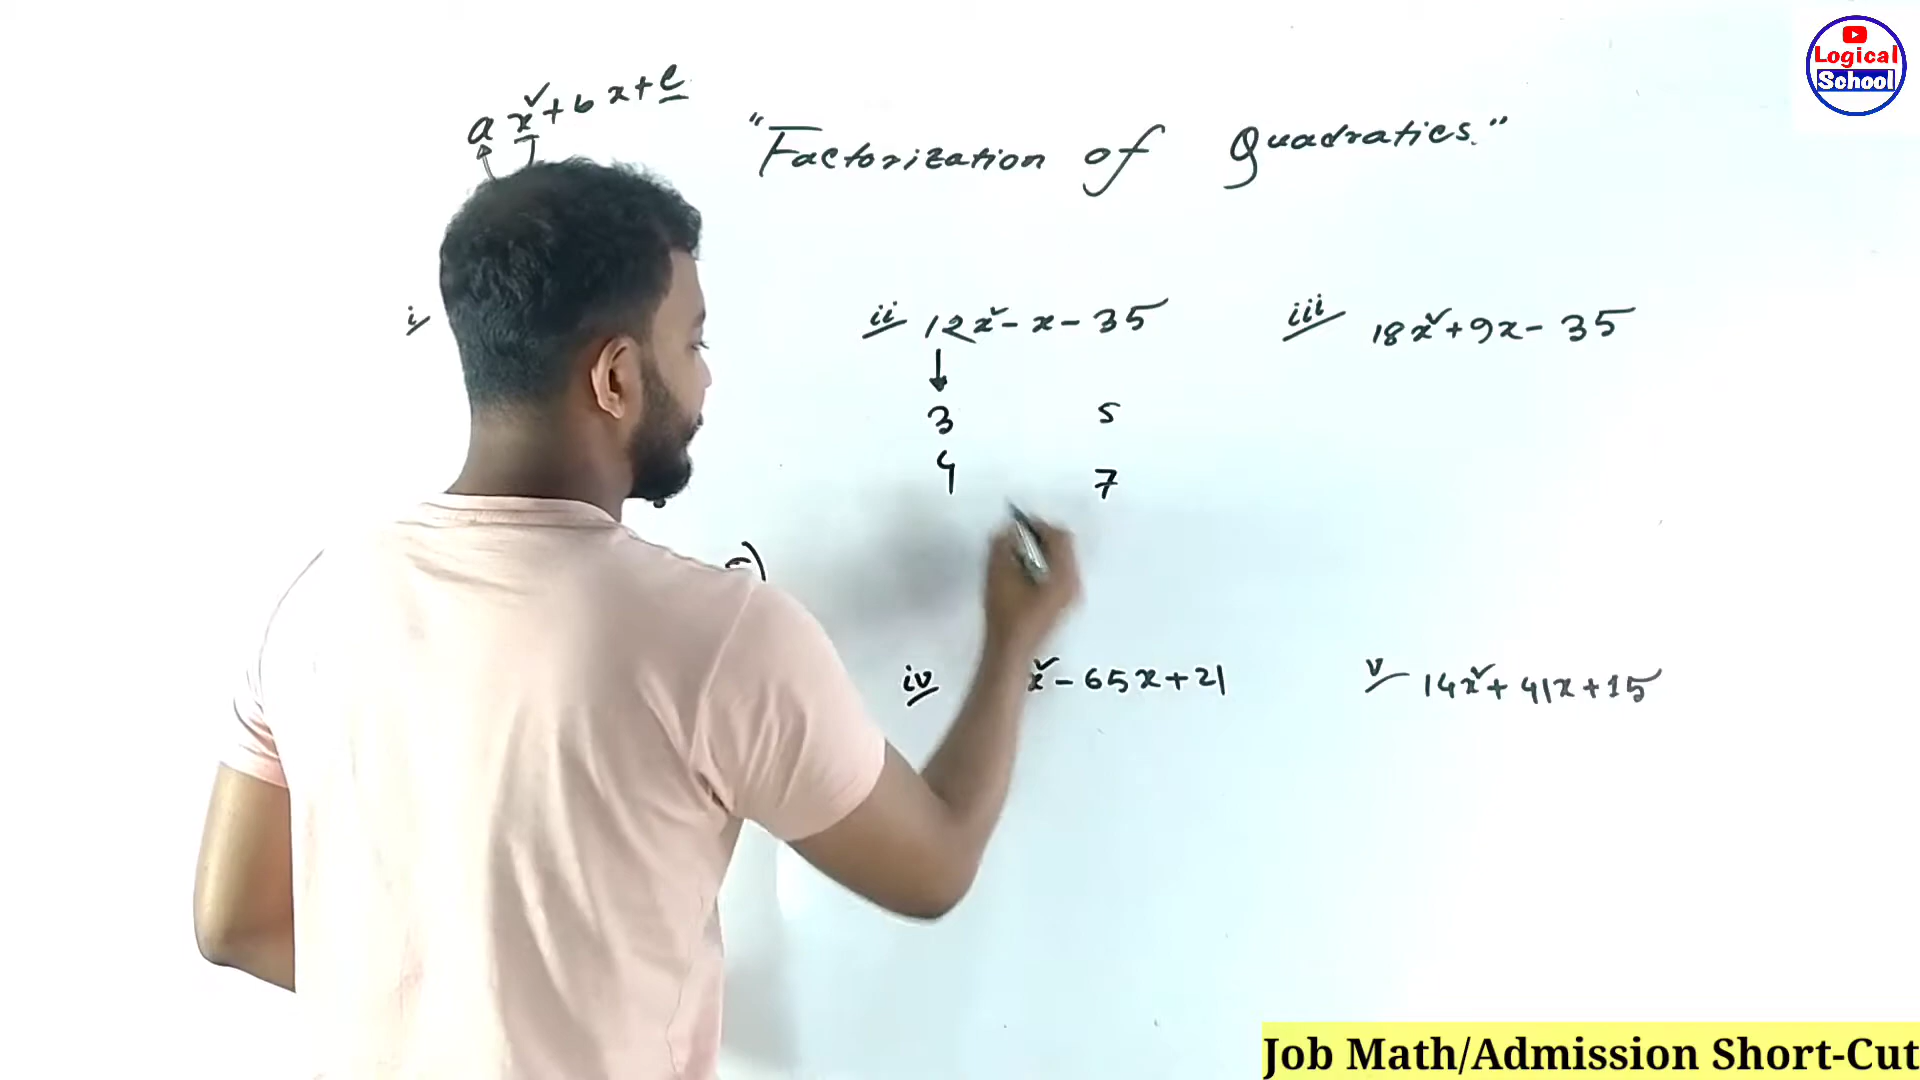 Logical
School
ax² + bx + c
"Factorization of Quadratics."
i
ii 12x² - x - 35
3 5
4 7
iii 18x² + 9x - 35
)
iv x² - 65x + 21
v 14x² + 41x + 15
Job Math/Admission Short-Cut